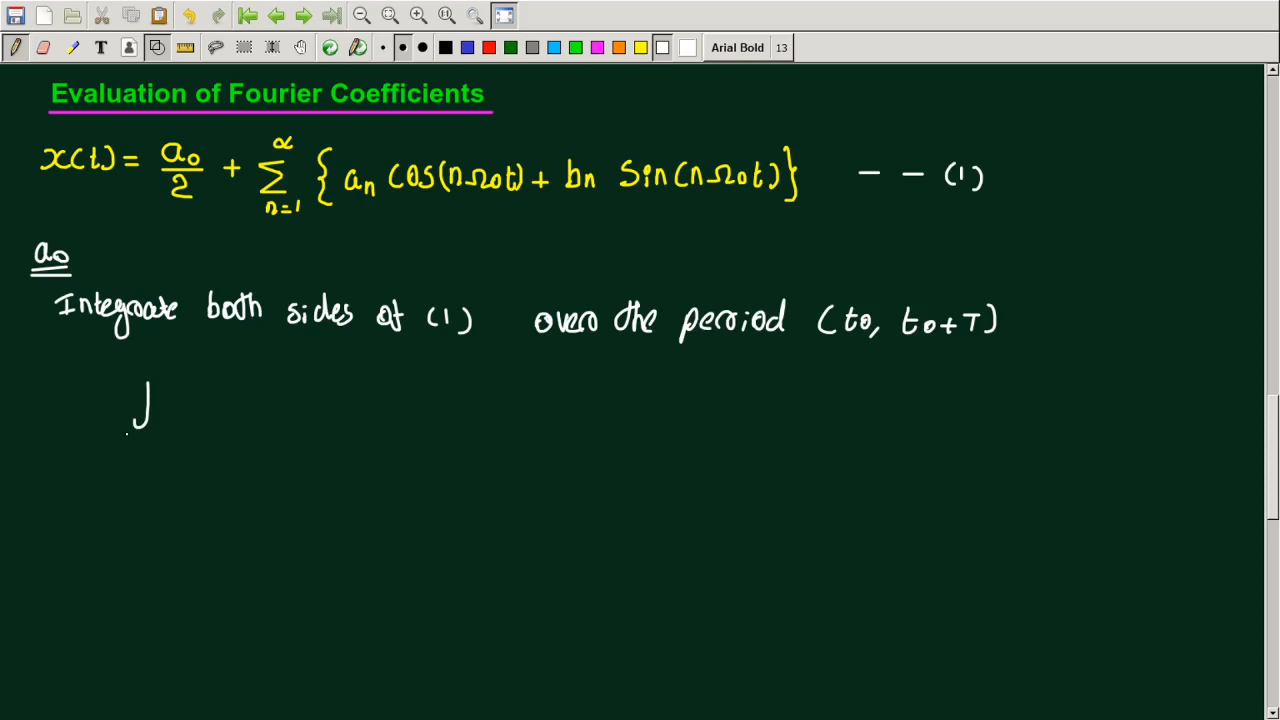 T Arial Bold 13
Evaluation of Fourier Coefficients
x(t) = a₀/2 + ∑ₙ₌₁^∝ {aₙ Cos(nΩ₀t) + bₙ Sin(nΩ₀t)} — — (1)
a₀
Integrate both sides of (1) over the period (t₀, t₀+T)